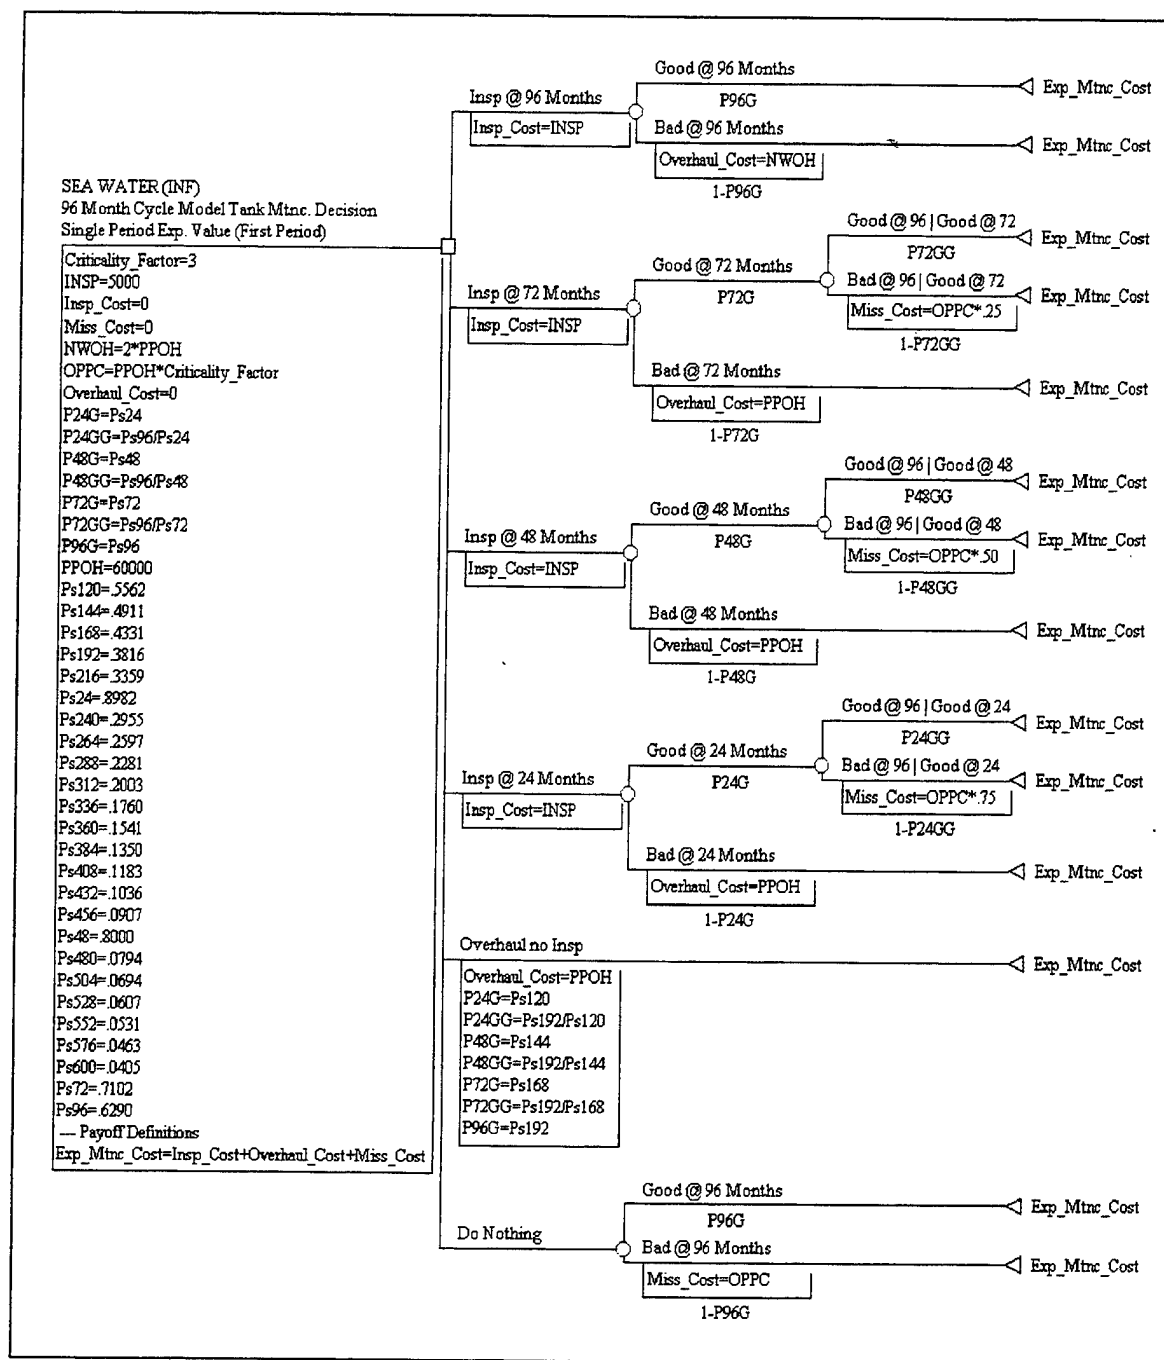 SEA WATER (INF)
96 Month Cycle Model Tank Mtnc. Decision
Single Period Exp. Value (First Period)
Criticality_Factor=3
INSP=5000
Insp_Cost=0
Miss_Cost=0
NWOH=2*PPOH
OPPC=PPOH*Criticality_Factor
Overhaul_Cost=0
P24G=Ps24
P24GG=Ps96/Ps24
P48G=Ps48
P48GG=Ps96/Ps48
P72G=Ps72
P72GG=Ps96/Ps72
P96G=Ps96
PPOH=60000
Ps120=.5562
Ps144=.4911
Ps168=.4331
Ps192=.3816
Ps216=.3359
Ps24=.8982
Ps240=.2955
Ps264=.2597
Ps288=.2281
Ps312=.2003
Ps336=.1760
Ps360=.1541
Ps384=.1350
Ps408=.1183
Ps432=.1036
Ps456=.0907
Ps48=.8000
Ps480=.0794
Ps504=.0694
Ps528=.0607
Ps552=.0531
Ps576=.0463
Ps600=.0405
Ps72=.7102
Ps96=.6290
--- Payoff Definitions
Exp_Mtnc_Cost=Insp_Cost+Overhaul_Cost+Miss_Cost
Insp @ 96 Months
Insp_Cost=INSP
Good @ 96 Months
P96G
Exp_Mtnc_Cost
Bad @ 96 Months
Overhaul_Cost=NWOH
1-P96G
Exp_Mtnc_Cost
Insp @ 72 Months
Insp_Cost=INSP
Good @ 72 Months
P72G
Good @ 96 | Good @ 72
P72GG
Exp_Mtnc_Cost
Bad @ 96 | Good @ 72
Miss_Cost=OPPC*.25
1-P72GG
Exp_Mtnc_Cost
Bad @ 72 Months
Overhaul_Cost=PPOH
1-P72G
Exp_Mtnc_Cost
Insp @ 48 Months
Insp_Cost=INSP
Good @ 48 Months
P48G
Good @ 96 | Good @ 48
P48GG
Exp_Mtnc_Cost
Bad @ 96 | Good @ 48
Miss_Cost=OPPC*.50
1-P48GG
Exp_Mtnc_Cost
Bad @ 48 Months
Overhaul_Cost=PPOH
1-P48G
Exp_Mtnc_Cost
Insp @ 24 Months
Insp_Cost=INSP
Good @ 24 Months
P24G
Good @ 96 | Good @ 24
P24GG
Exp_Mtnc_Cost
Bad @ 96 | Good @ 24
Miss_Cost=OPPC*.75
1-P24GG
Exp_Mtnc_Cost
Bad @ 24 Months
Overhaul_Cost=PPOH
1-P24G
Exp_Mtnc_Cost
Overhaul no Insp
Overhaul_Cost=PPOH
P24G=Ps120
P24GG=Ps192/Ps120
P48G=Ps144
P48GG=Ps192/Ps144
P72G=Ps168
P72GG=Ps192/Ps168
P96G=Ps192
Exp_Mtnc_Cost
Do Nothing
Good @ 96 Months
P96G
Exp_Mtnc_Cost
Bad @ 96 Months
Miss_Cost=OPPC
1-P96G
Exp_Mtnc_Cost